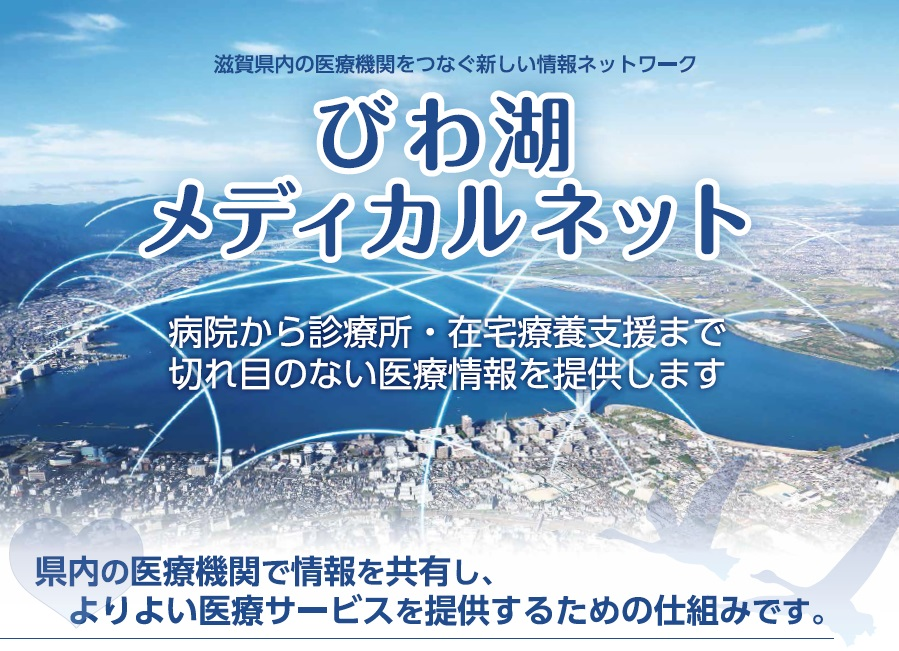 滋賀県内の医療機関をつなぐ新しい情報ネットワーク
びわ湖
メディカルネット
病院から診療所・在宅療養支援まで
切れ目のない医療情報を提供します
県内の医療機関で情報を共有し、
よりよい医療サービスを提供するための仕組みです。